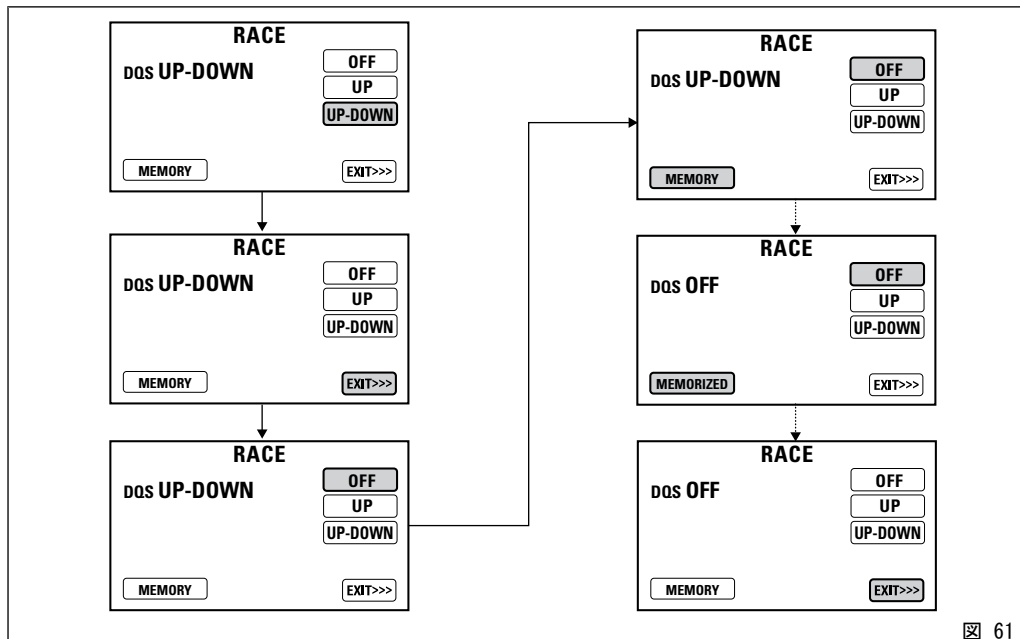 RACE
DQS UP-DOWN
OFF
UP
UP-DOWN
MEMORY
EXIT>>>
RACE
DQS UP-DOWN
OFF
UP
UP-DOWN
MEMORY
EXIT>>>
RACE
DQS UP-DOWN
OFF
UP
UP-DOWN
MEMORY
EXIT>>>
RACE
DQS UP-DOWN
OFF
UP
UP-DOWN
MEMORY
EXIT>>>
RACE
DQS OFF
OFF
UP
UP-DOWN
MEMORIZED
EXIT>>>
RACE
DQS OFF
OFF
UP
UP-DOWN
MEMORY
EXIT>>>
図 61